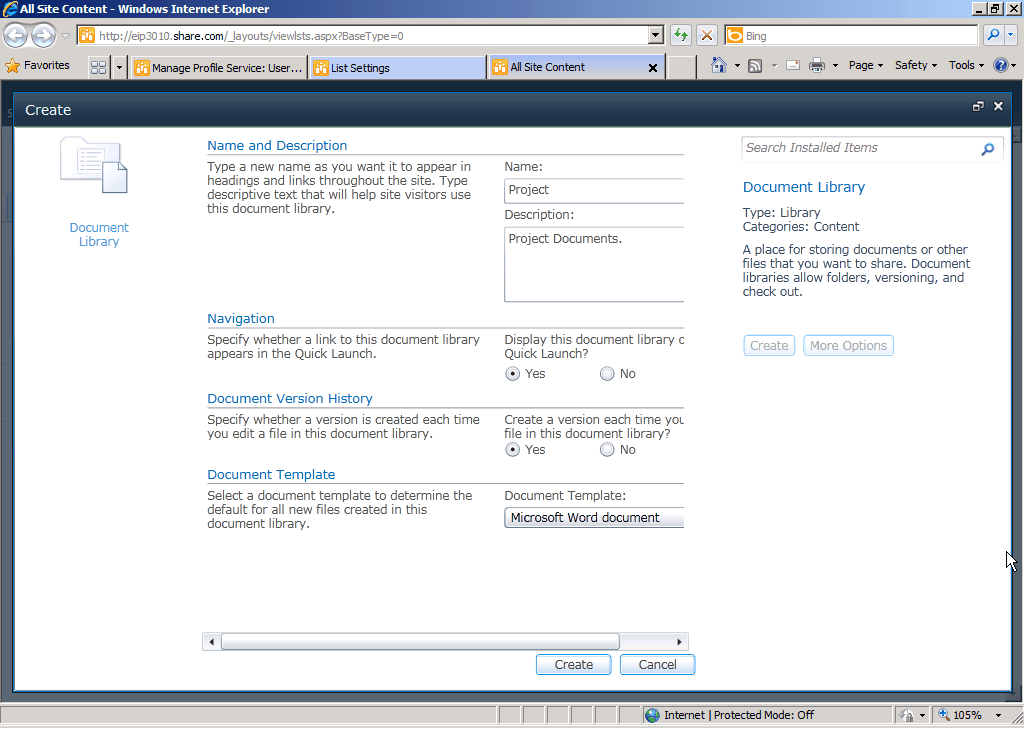 All Site Content - Windows Internet Explorer
http://eip3010.share.com/_layouts/viewlsts.aspx?BaseType=0
Bing
Favorites
Manage Profile Service: User...
List Settings
All Site Content
Page
Safety
Tools
Create
Document
Library
Name and Description
Type a new name as you want it to appear in
headings and links throughout the site. Type
descriptive text that will help site visitors use
this document library.
Name:
Project
Description:
Project Documents.
Navigation
Specify whether a link to this document library
appears in the Quick Launch.
Display this document library o
Quick Launch?
Yes
No
Document Version History
Specify whether a version is created each time
you edit a file in this document library.
Create a version each time you
file in this document library?
Yes
No
Document Template
Select a document template to determine the
default for all new files created in this
document library.
Document Template:
Microsoft Word document
Create
Cancel
Search Installed Items
Document Library
Type: Library
Categories: Content
A place for storing documents or other
files that you want to share. Document
libraries allow folders, versioning, and
check out.
Create
More Options
Internet | Protected Mode: Off
105%